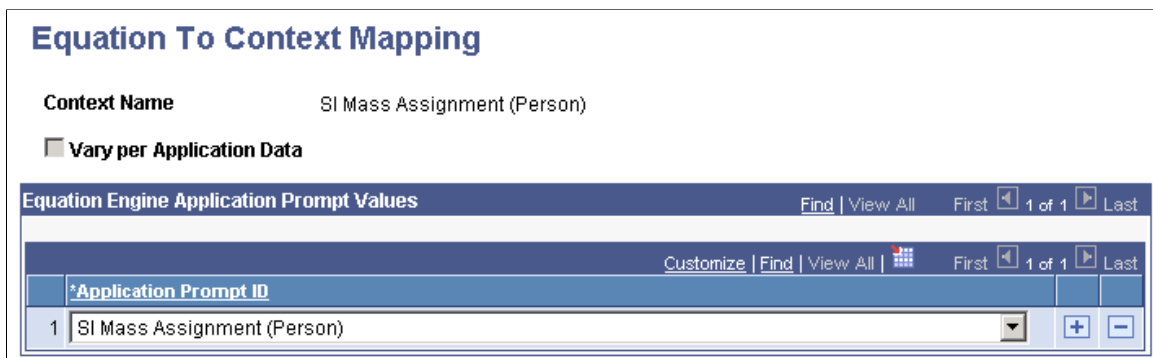 Equation To Context Mapping
Context Name SI Mass Assignment (Person)
Vary per Application Data
Equation Engine Application Prompt Values Find | View All First 1 of 1 Last
Customize | Find | View All | First 1 of 1 Last
*Application Prompt ID
1 SI Mass Assignment (Person)